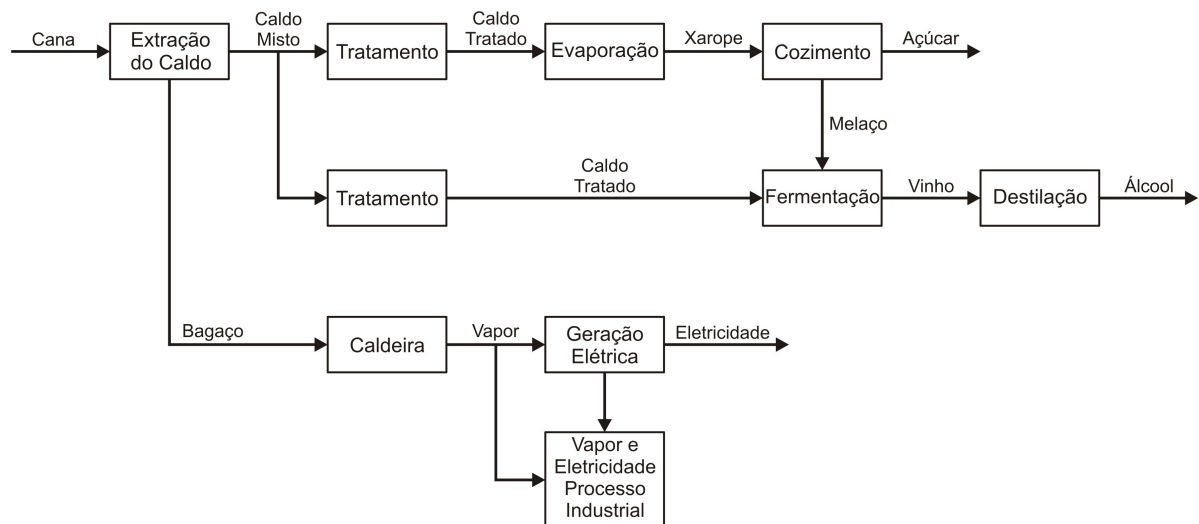 Cana
Extração
do Caldo
Caldo
Misto
Tratamento
Caldo
Tratado
Evaporação
Xarope
Cozimento
Açúcar
Melaço
Tratamento
Caldo
Tratado
Fermentação
Vinho
Destilação
Álcool
Bagaço
Caldeira
Vapor
Geração
Elétrica
Eletricidade
Vapor e
Eletricidade
Processo
Industrial